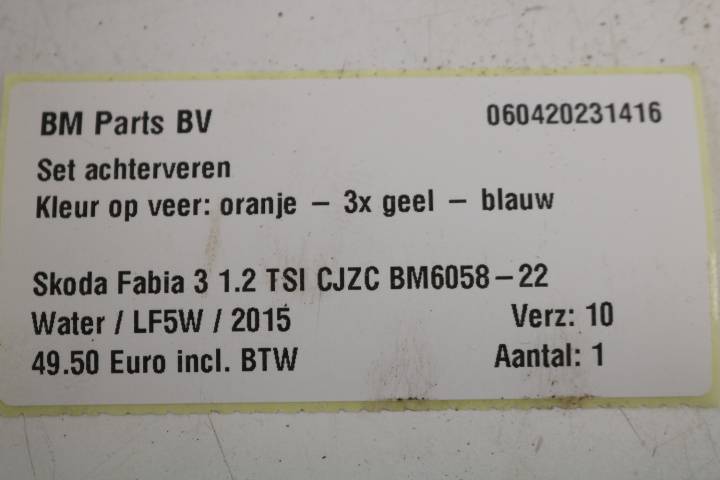 BM Parts BV 060420231416
Set achterveren
Kleur op veer: oranje – 3x geel – blauw
Skoda Fabia 3 1.2 TSI CJZC BM6058-22
Water / LF5W / 2015 Verz: 10
49.50 Euro incl. BTW Aantal: 1